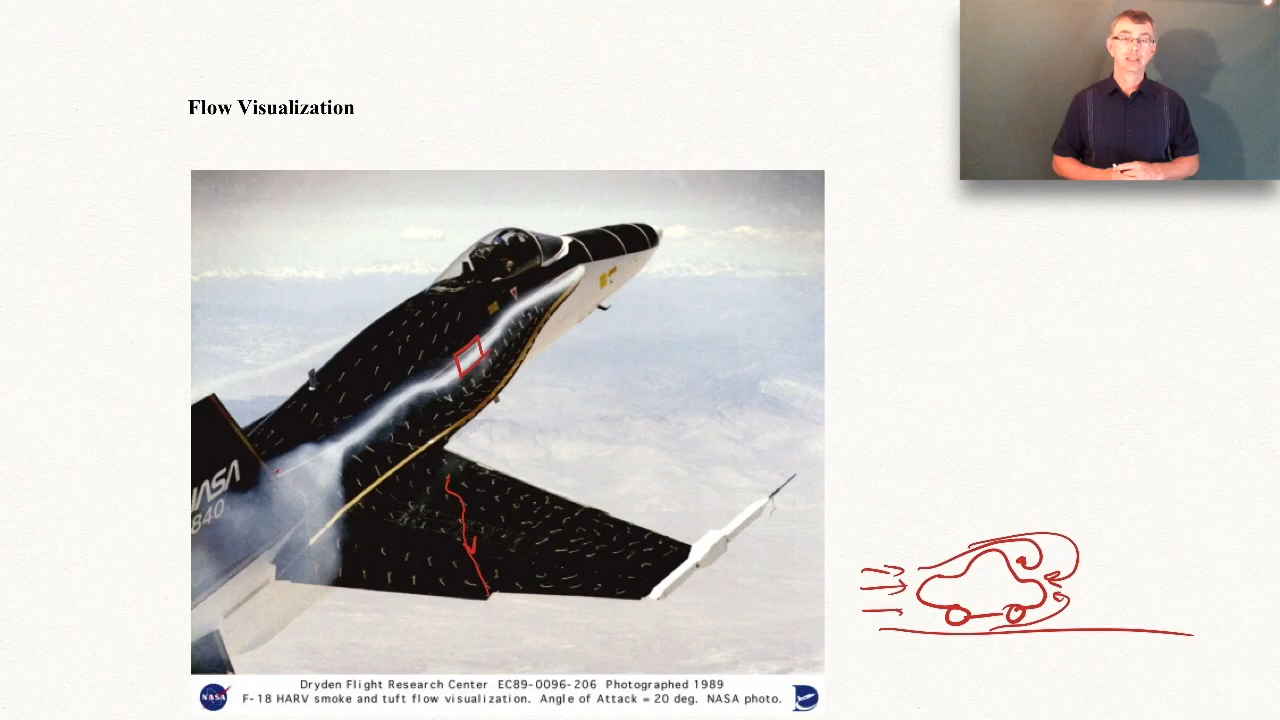 Flow Visualization
NASA
840
Dryden Flight Research Center EC89-0096-206 Photographed 1989
F-18 HARV smoke and tuft flow visualization. Angle of Attack = 20 deg. NASA photo.
NASA